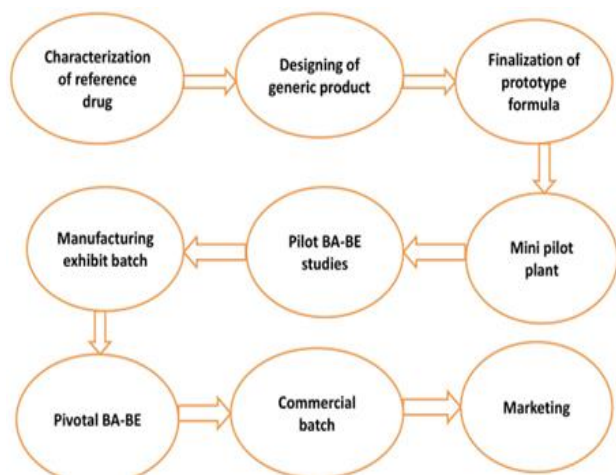 Characterization
of reference
drug
Designing of
generic product
Finalization of
prototype
formula
Mini pilot
plant
Pilot BA-BE
studies
Manufacturing
exhibit batch
Pivotal BA-BE
Commercial
batch
Marketing